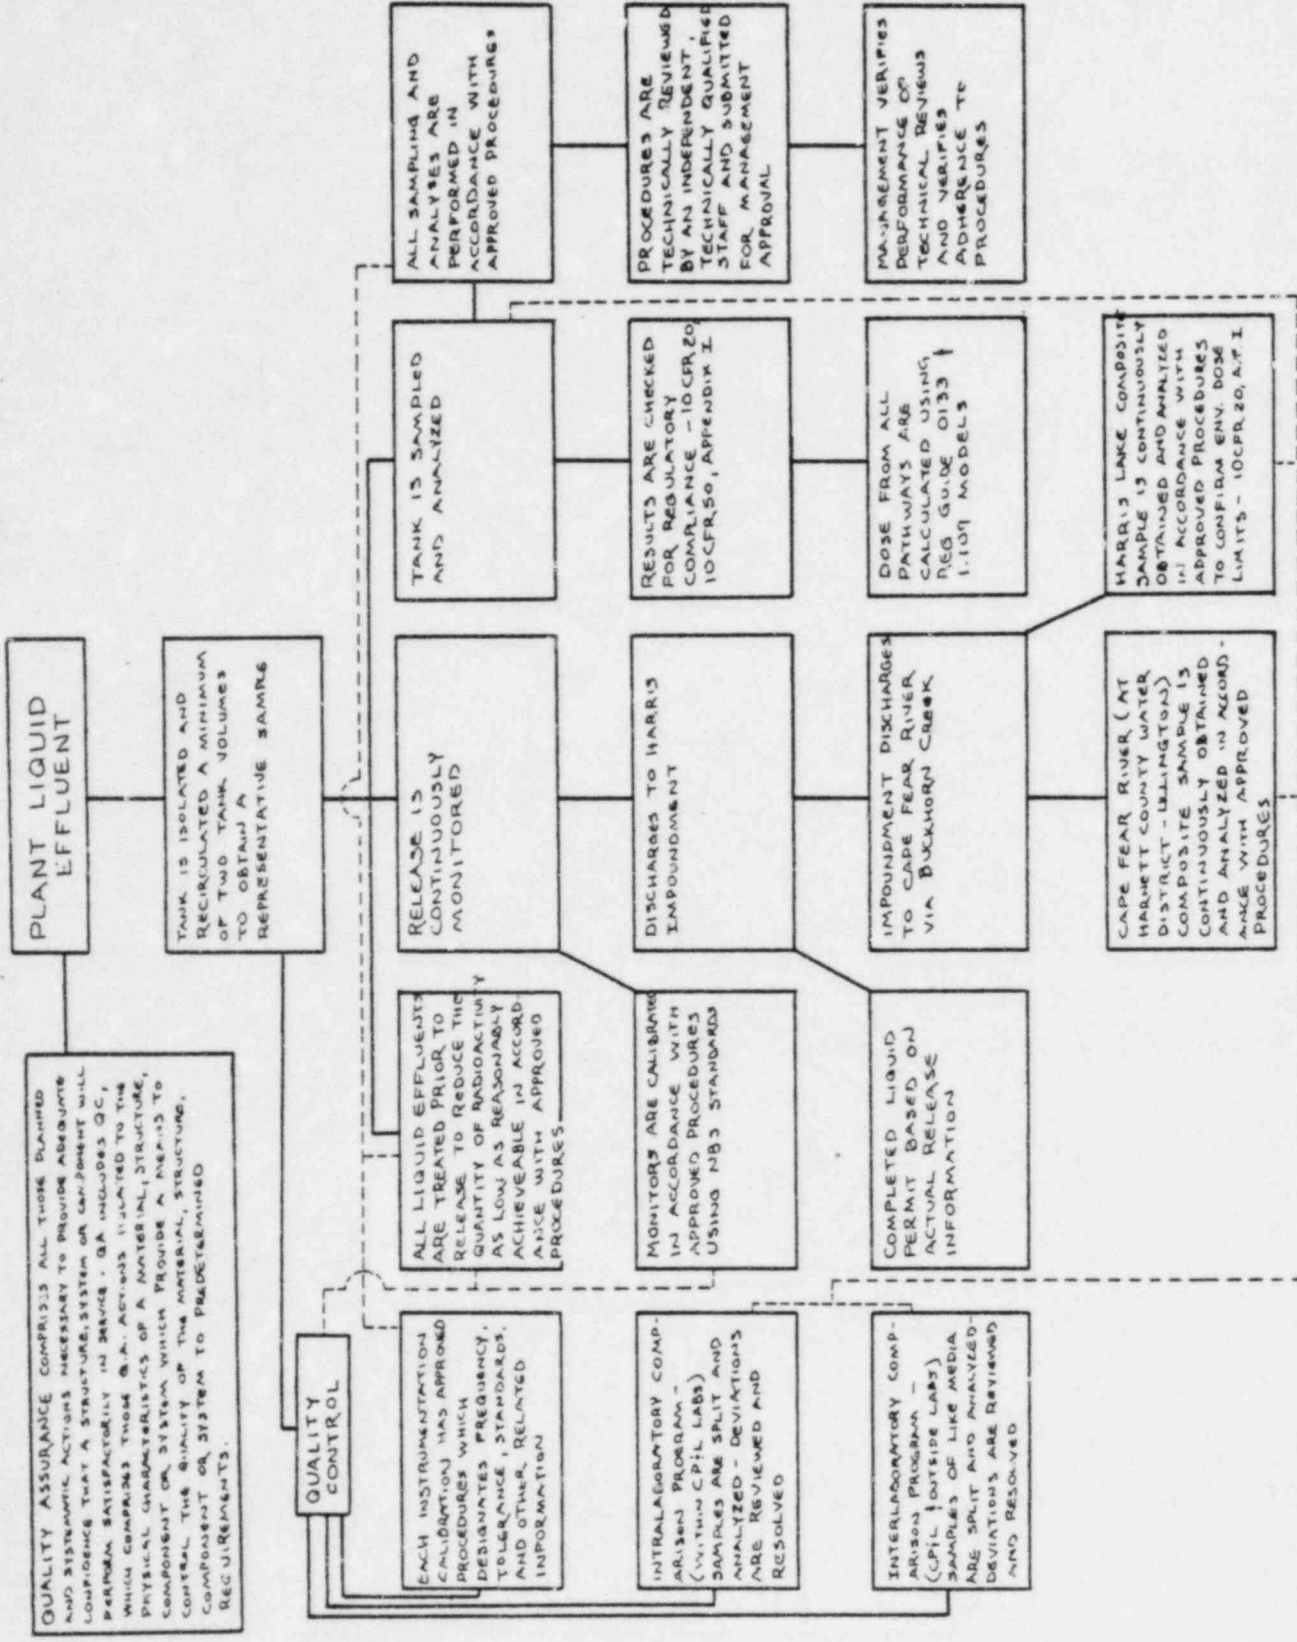 PLANT LIQUID
EFFLUENT
QUALITY ASSURANCE COMPRISES ALL THOSE PLANNED
AND SYSTEMATIC ACTIONS NECESSARY TO PROVIDE ADEQUATE
CONFIDENCE THAT A STRUCTURE, SYSTEM OR COMPONENT WILL
PERFORM SATISFACTORILY IN SERVICE. QA INCLUDES QC,
WHICH COMPRISES THOSE Q.A. ACTIONS RELATED TO THE
PHYSICAL CHARACTERISTICS OF A MATERIAL, STRUCTURE,
COMPONENT OR SYSTEM WHICH PROVIDE A MEANS TO
CONTROL THE QUALITY OF THE MATERIAL, STRUCTURE,
COMPONENT OR SYSTEM TO PREDETERMINED
REQUIREMENTS.
TANK IS ISOLATED AND
RECIRCULATED A MINIMUM
OF TWO TANK VOLUMES
TO OBTAIN A
REPRESENTATIVE SAMPLE
QUALITY
CONTROL
EACH INSTRUMENTATION
CALIBRATION HAS APPROVED
PROCEDURES WHICH
DESIGNATES FREQUENCY,
TOLERANCE, STANDARDS,
AND OTHER RELATED
INFORMATION
ALL LIQUID EFFLUENTS
ARE TREATED PRIOR TO
RELEASE TO REDUCE THE
QUANTITY OF RADIOACTIVITY
AS LOW AS REASONABLY
ACHIEVEABLE IN ACCORD-
ANCE WITH APPROVED
PROCEDURES
RELEASE IS
CONTINUOUSLY
MONITORED
TANK IS SAMPLED
AND ANALYZED
ALL SAMPLING AND
ANALYSES ARE
PERFORMED IN
ACCORDANCE WITH
APPROVED PROCEDURES
INTRALABORATORY COMP-
ARISON PROGRAM -
(WITHIN CP&L LABS)
SAMPLES ARE SPLIT AND
ANALYZED - DEVIATIONS
ARE REVIEWED AND
RESOLVED
MONITORS ARE CALIBRATED
IN ACCORDANCE WITH
APPROVED PROCEDURES
USING NBS STANDARDS
DISCHARGES TO HARRIS
IMPOUNDMENT
RESULTS ARE CHECKED
FOR REGULATORY
COMPLIANCE - 10 CFR 20,
10CFR50, APPENDIX I
PROCEDURES ARE
TECHNICALLY REVIEWED
BY AN INDEPENDENT,
TECHNICALLY QUALIFIED
STAFF AND SUBMITTED
FOR MANAGEMENT
APPROVAL
INTERLABORATORY COMP-
ARISON PROGRAM -
(CP&L & OUTSIDE LABS)
SAMPLES OF LIKE MEDIA
ARE SPLIT AND ANALYZED-
DEVIATIONS ARE REVIEWED
AND RESOLVED
COMPLETED LIQUID
PERMIT BASED ON
ACTUAL RELEASE
INFORMATION
IMPOUNDMENT DISCHARGES
TO CAPE FEAR RIVER
VIA BUCKHORN CREEK
DOSE FROM ALL
PATHWAYS ARE
CALCULATED USING
REG GUIDE 0133 &
1.109 MODELS
MANAGEMENT VERIFIES
PERFORMANCE OF
TECHNICAL REVIEWS
AND VERIFIES
ADHERENCE TO
PROCEDURES
CAPE FEAR RIVER (AT
HARNETT COUNTY WATER
DISTRICT - LILLINGTON)
COMPOSITE SAMPLE IS
CONTINUOUSLY OBTAINED
AND ANALYZED IN ACCORD-
ANCE WITH APPROVED
PROCEDURES
HARRIS LAKE COMPOSITE
SAMPLE IS CONTINUOUSLY
OBTAINED AND ANALYZED
IN ACCORDANCE WITH
APPROVED PROCEDURES
TO CONFIRM ENV. DOSE
LIMITS - 10CFR 20, A.P. I